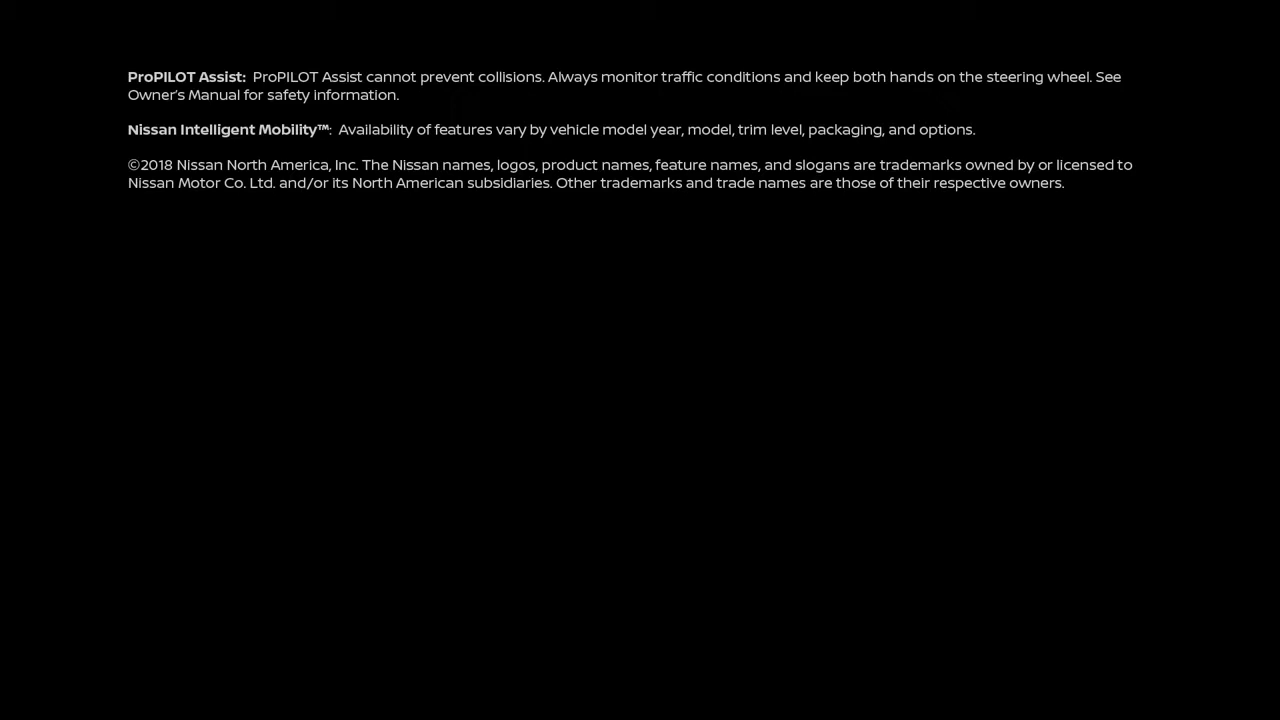 ProPILOT Assist: ProPILOT Assist cannot prevent collisions. Always monitor traffic conditions and keep both hands on the steering wheel. See
Owner's Manual for safety information.
Nissan Intelligent Mobility™: Availability of features vary by vehicle model year, model, trim level, packaging, and options.
©2018 Nissan North America, Inc. The Nissan names, logos, product names, feature names, and slogans are trademarks owned by or licensed to
Nissan Motor Co. Ltd. and/or its North American subsidiaries. Other trademarks and trade names are those of their respective owners.